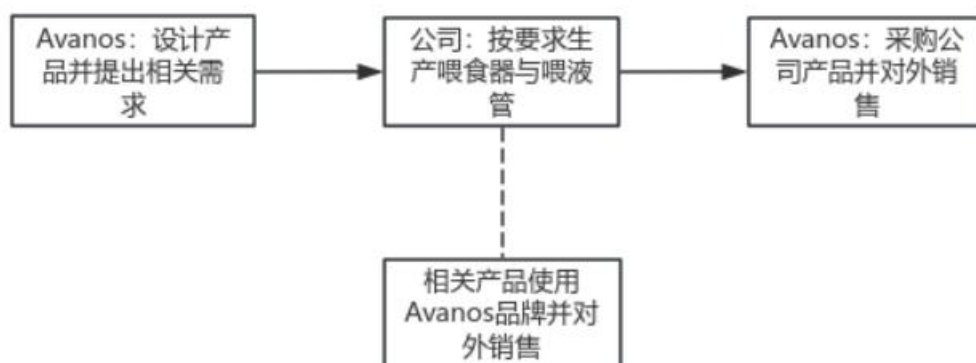 Avanos：设计产
品并提出相关需
求
公司：按要求生
产喂食器与喂液
管
Avanos：采购公
司产品并对外销
售
相关产品使用
Avanos品牌并对
外销售